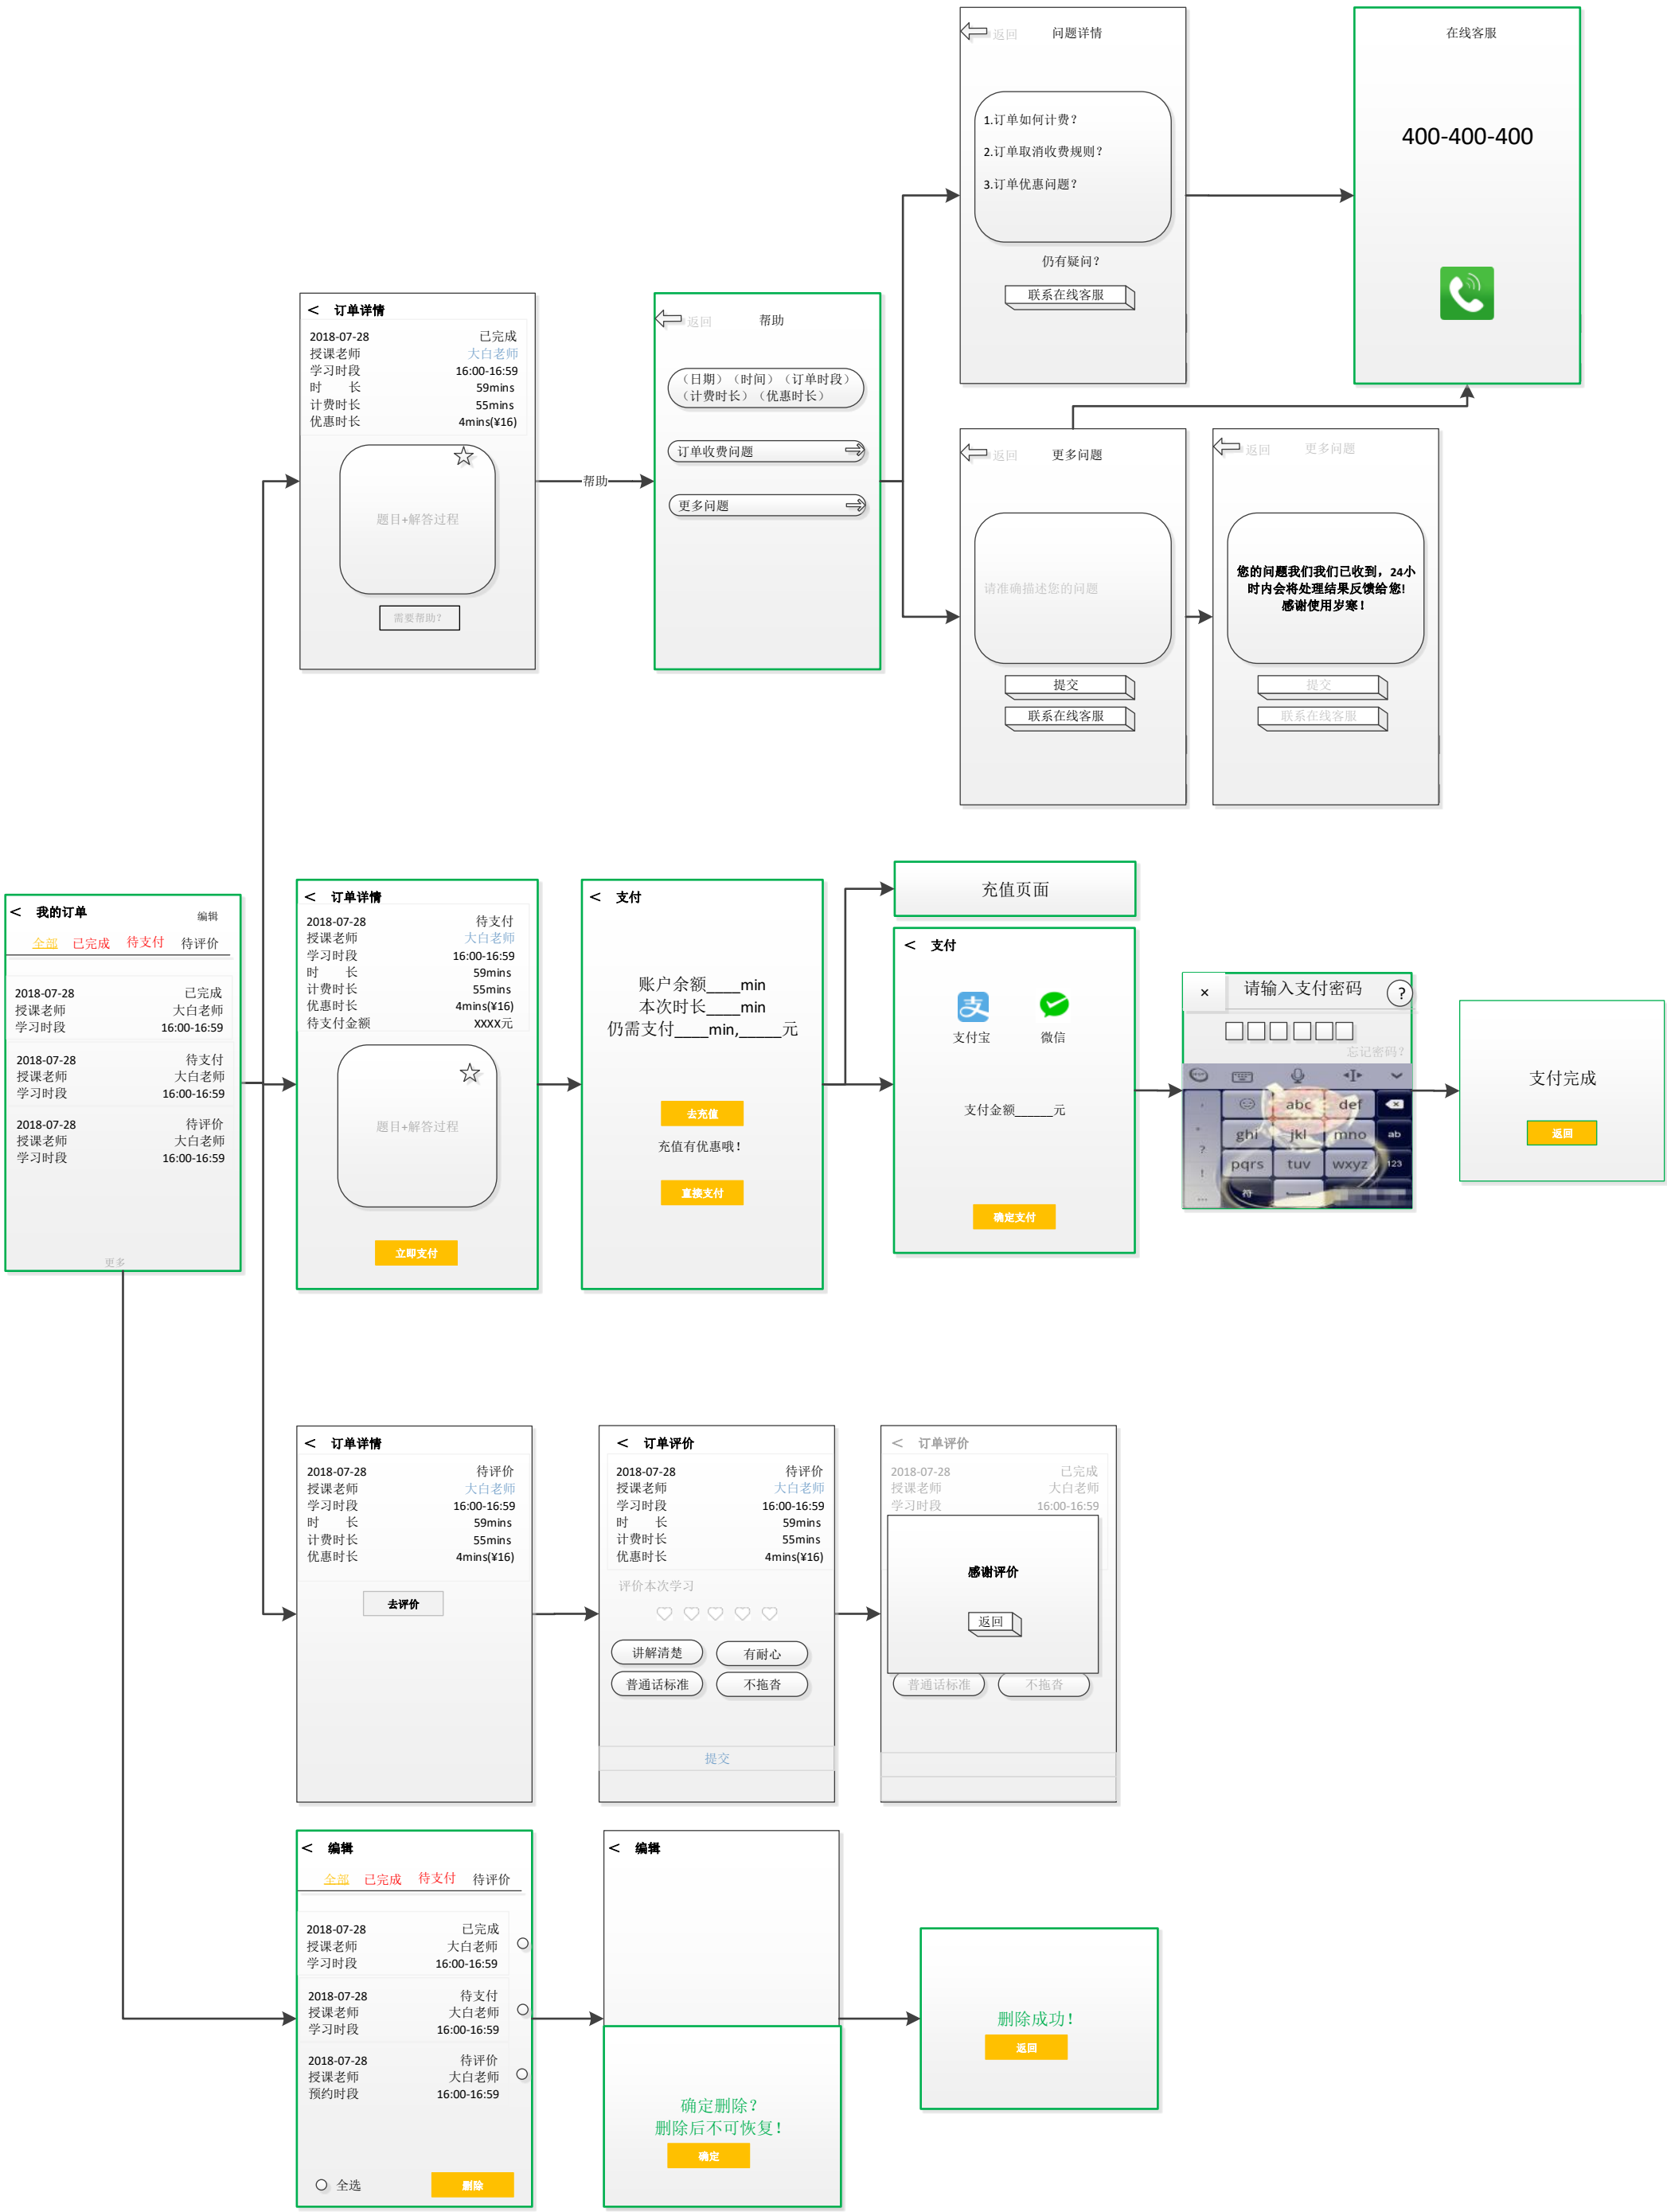 返回 问题详情
1.订单如何计费？
2.订单取消收费规则？
3.订单优惠问题？
仍有疑问？
联系在线客服
在线客服
400-400-400
< 订单详情
2018-07-28 已完成
授课老师 大白老师
学习时段 16:00-16:59
时 长 59mins
计费时长 55mins
优惠时长 4mins(¥16)
题目+解答过程
需要帮助？
帮助
返回 帮助
（日期）（时间）（订单时段）
（计费时长）（优惠时长）
订单收费问题
更多问题
返回 更多问题
请准确描述您的问题
提交
联系在线客服
返回 更多问题
您的问题我们我们已收到，24小
时内会将处理结果反馈给您！
感谢使用岁寒！
提交
联系在线客服
< 我的订单 编辑
全部 已完成 待支付 待评价
2018-07-28 已完成
授课老师 大白老师
学习时段 16:00-16:59
2018-07-28 待支付
授课老师 大白老师
学习时段 16:00-16:59
2018-07-28 待评价
授课老师 大白老师
学习时段 16:00-16:59
更多
< 订单详情
2018-07-28 待支付
授课老师 大白老师
学习时段 16:00-16:59
时 长 59mins
计费时长 55mins
优惠时长 4mins(¥16)
待支付金额 XXXX元
题目+解答过程
立即支付
< 支付
账户余额____min
本次时长____min
仍需支付____min,_____元
去充值
充值有优惠哦！
直接支付
充值页面
< 支付
支
支付宝 微信
支付金额______元
确定支付
× 请输入支付密码 ?
忘记密码？
abc def
ghi jkl mno ab
? pqrs tuv wxyz 123
! 符
支付完成
返回
< 订单详情
2018-07-28 待评价
授课老师 大白老师
学习时段 16:00-16:59
时 长 59mins
计费时长 55mins
优惠时长 4mins(¥16)
去评价
< 订单评价
2018-07-28 待评价
授课老师 大白老师
学习时段 16:00-16:59
时 长 59mins
计费时长 55mins
优惠时长 4mins(¥16)
评价本次学习
讲解清楚 有耐心
普通话标准 不拖沓
提交
< 订单评价
2018-07-28 已完成
授课老师 大白老师
学习时段 16:00-16:59
感谢评价
返回
普通话标准 不拖沓
< 编辑
全部 已完成 待支付 待评价
2018-07-28 已完成
授课老师 大白老师
学习时段 16:00-16:59
2018-07-28 待支付
授课老师 大白老师
学习时段 16:00-16:59
2018-07-28 待评价
授课老师 大白老师
预约时段 16:00-16:59
全选 删除
< 编辑
确定删除？
删除后不可恢复！
确定
删除成功！
返回